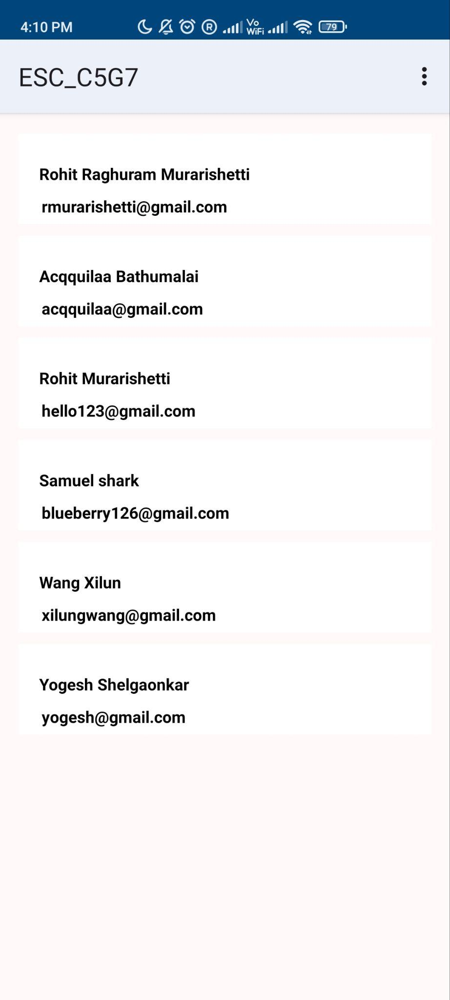 4:10 PM R Vo WiFi 79
ESC_C5G7
Rohit Raghuram Murarishetti
rmurarishetti@gmail.com
Acqquilaa Bathumalai
acqquilaa@gmail.com
Rohit Murarishetti
hello123@gmail.com
Samuel shark
blueberry126@gmail.com
Wang Xilun
xilungwang@gmail.com
Yogesh Shelgaonkar
yogesh@gmail.com